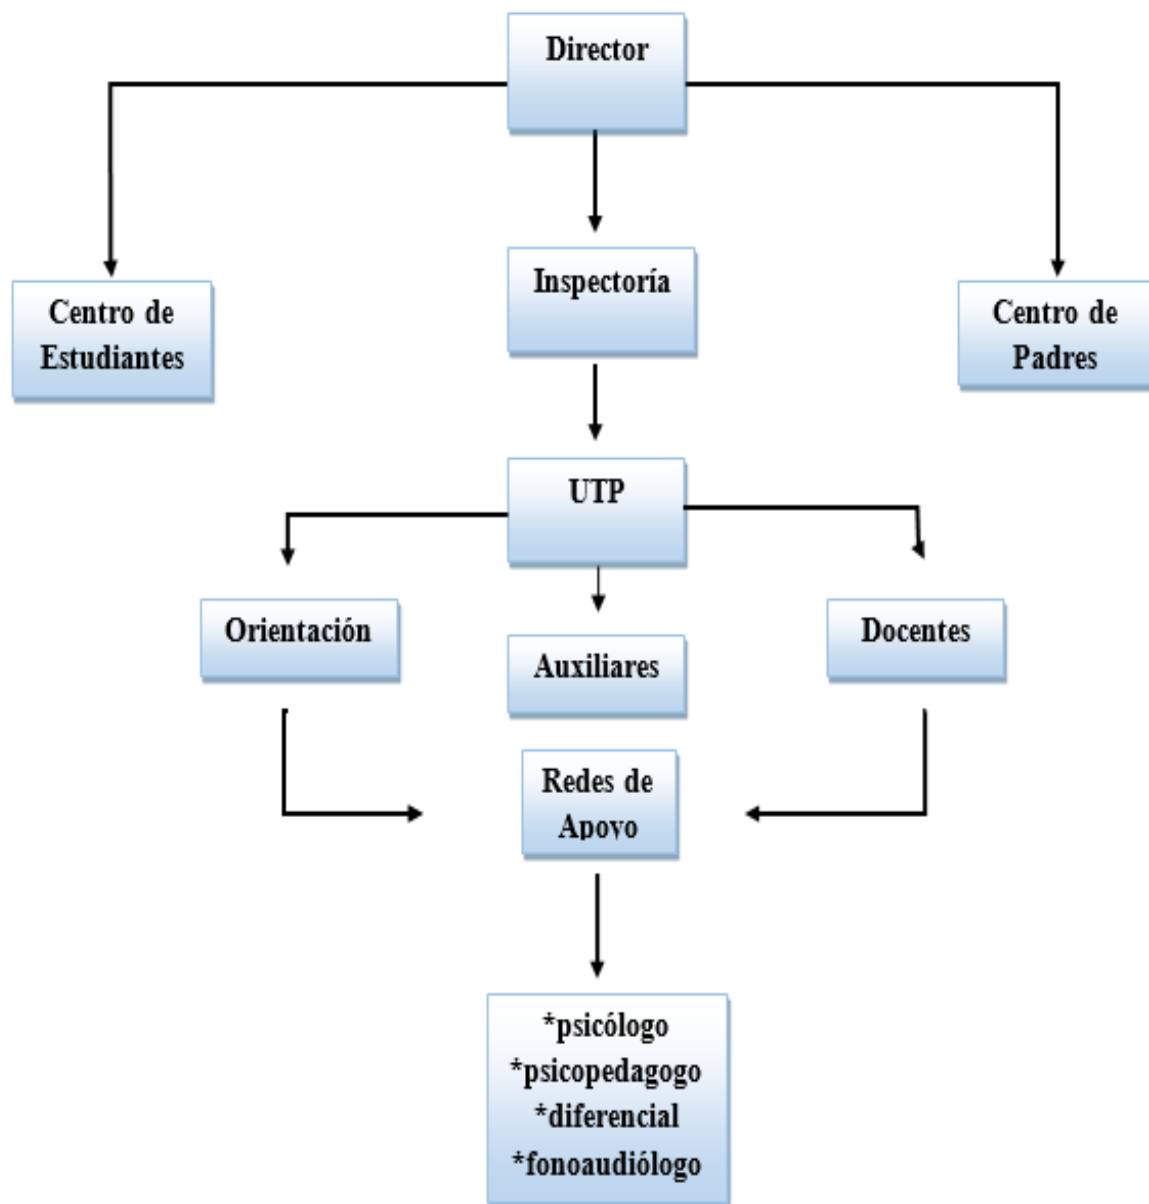 Director
Inspectoría
Centro de
Estudiantes
Centro de
Padres
UTP
Orientación
Docentes
Auxiliares
Redes de
Apoyo
*psicólogo
*psicopedagogo
*diferencial
*fonoaudiólogo